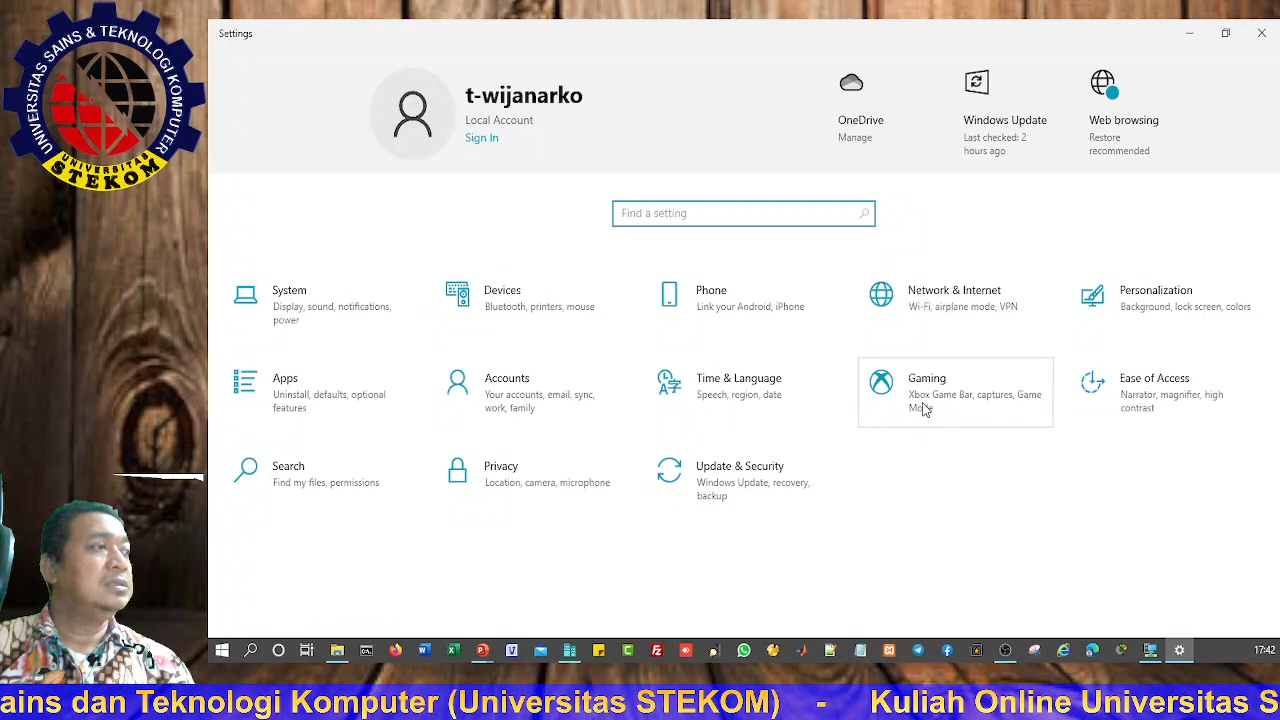 UNIVERSITAS SAINS & TEKNOLOGI KOMPUTER
UNIVERSITAS
STEKOM
Settings
t-wijanarko
Local Account
Sign In
OneDrive
Manage
Windows Update
Last checked: 2
hours ago
Web browsing
Restore
recommended
Find a setting
System
Display, sound, notifications,
power
Devices
Bluetooth, printers, mouse
Phone
Link your Android, iPhone
Network & Internet
Wi-Fi, airplane mode, VPN
Personalization
Background, lock screen, colors
Apps
Uninstall, defaults, optional
features
Accounts
Your accounts, email, sync,
work, family
Time & Language
Speech, region, date
Gaming
Xbox Game Bar, captures, Game
Mode
Ease of Access
Narrator, magnifier, high
contrast
Search
Find my files, permissions
Privacy
Location, camera, microphone
Update & Security
Windows Update, recovery,
backup
17:42
ains dan Teknologi Komputer (Universitas STEKOM) - Kuliah Online Universitas S